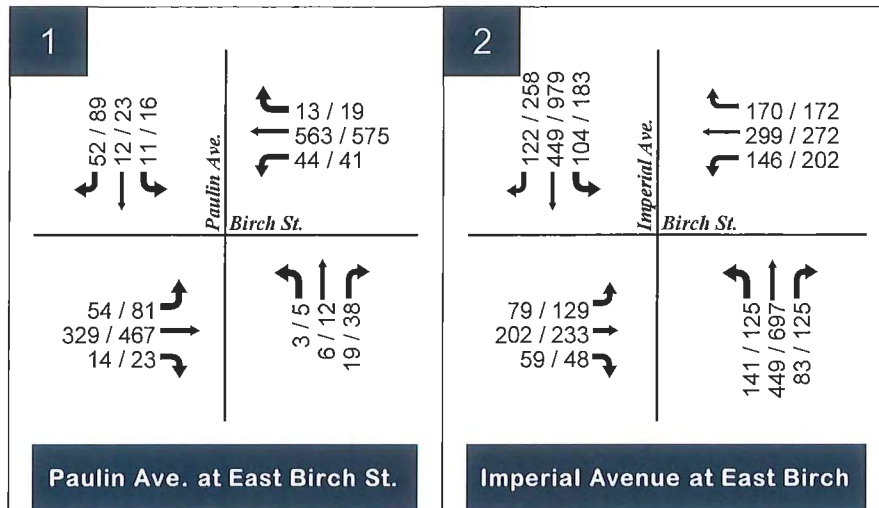 1
52 / 89
12 / 23
11 / 16
Paulin Ave.
13 / 19
563 / 575
44 / 41
Birch St.
54 / 81
329 / 467
14 / 23
3 / 5
6 / 12
19 / 38
Paulin Ave. at East Birch St.
2
122 / 258
449 / 979
104 / 183
Imperial Ave.
170 / 172
299 / 272
146 / 202
Birch St.
79 / 129
202 / 233
59 / 48
141 / 125
449 / 697
83 / 125
Imperial Avenue at East Birch